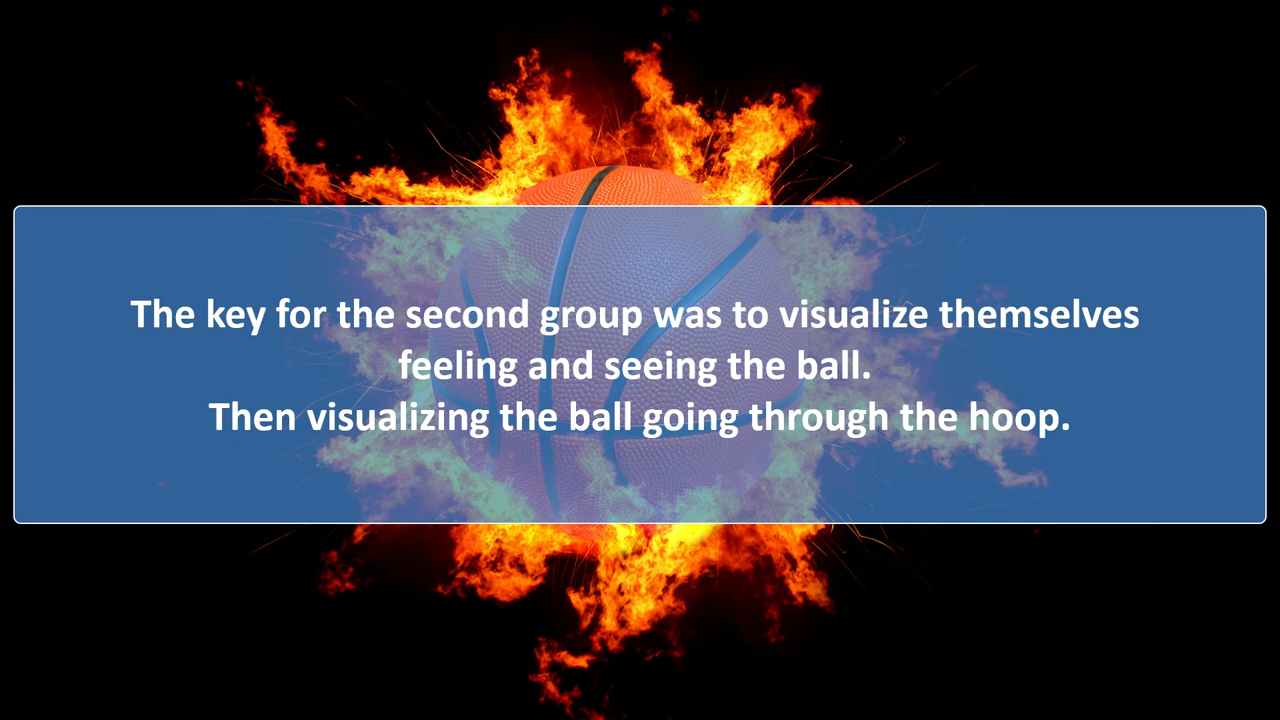 The key for the second group was to visualize themselves
feeling and seeing the ball.
Then visualizing the ball going through the hoop.